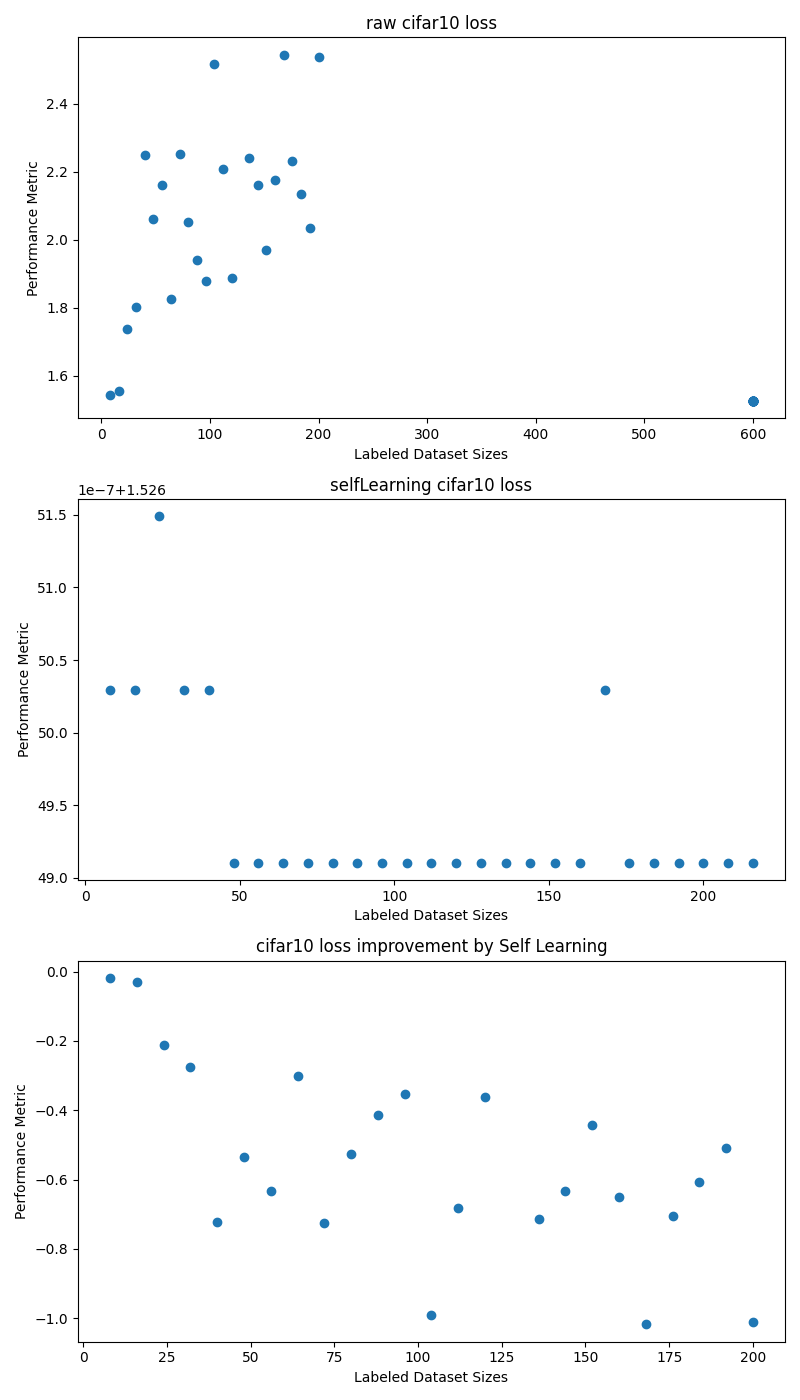 raw cifar10 loss
2.4
2.2
2.0
1.8
1.6
Performance Metric
0 100 200 300 400 500 600
Labeled Dataset Sizes
selfLearning cifar10 loss
1e−7+1.526
51.5
51.0
50.5
50.0
49.5
49.0
Performance Metric
0 50 100 150 200
Labeled Dataset Sizes
cifar10 loss improvement by Self Learning
0.0
−0.2
−0.4
−0.6
−0.8
−1.0
Performance Metric
0 25 50 75 100 125 150 175 200
Labeled Dataset Sizes